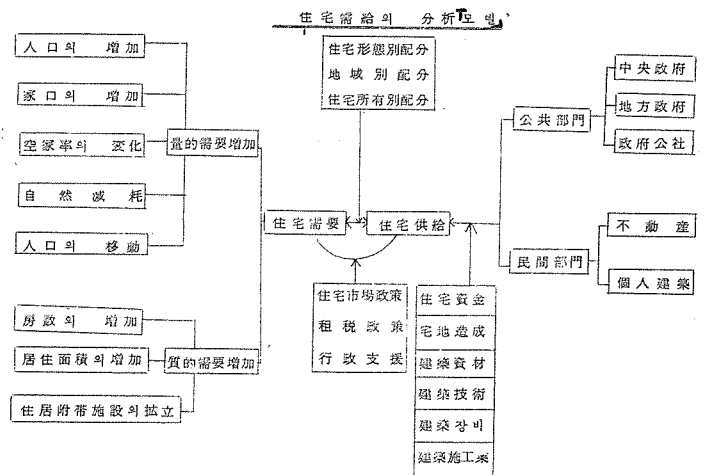 住宅需給의 分析모델
人口의 增加
家口의 增加
空家率의 変化
自然減耗
人口의 移動
量的需要增加
房数의 增加
居住面積의增加
住居附帯施設의拡立
質的需要增加
住宅形態別配分
地域別配分
住宅所有別配分
住宅需要
住宅供給
住宅市場政策
租税政策
行政支援
住宅資金
宅地造成
建築資材
建築技術
建築장비
建築施工業
公共部門
中央政府
地方政府
政府公社
民間部門
不動産
個人建築